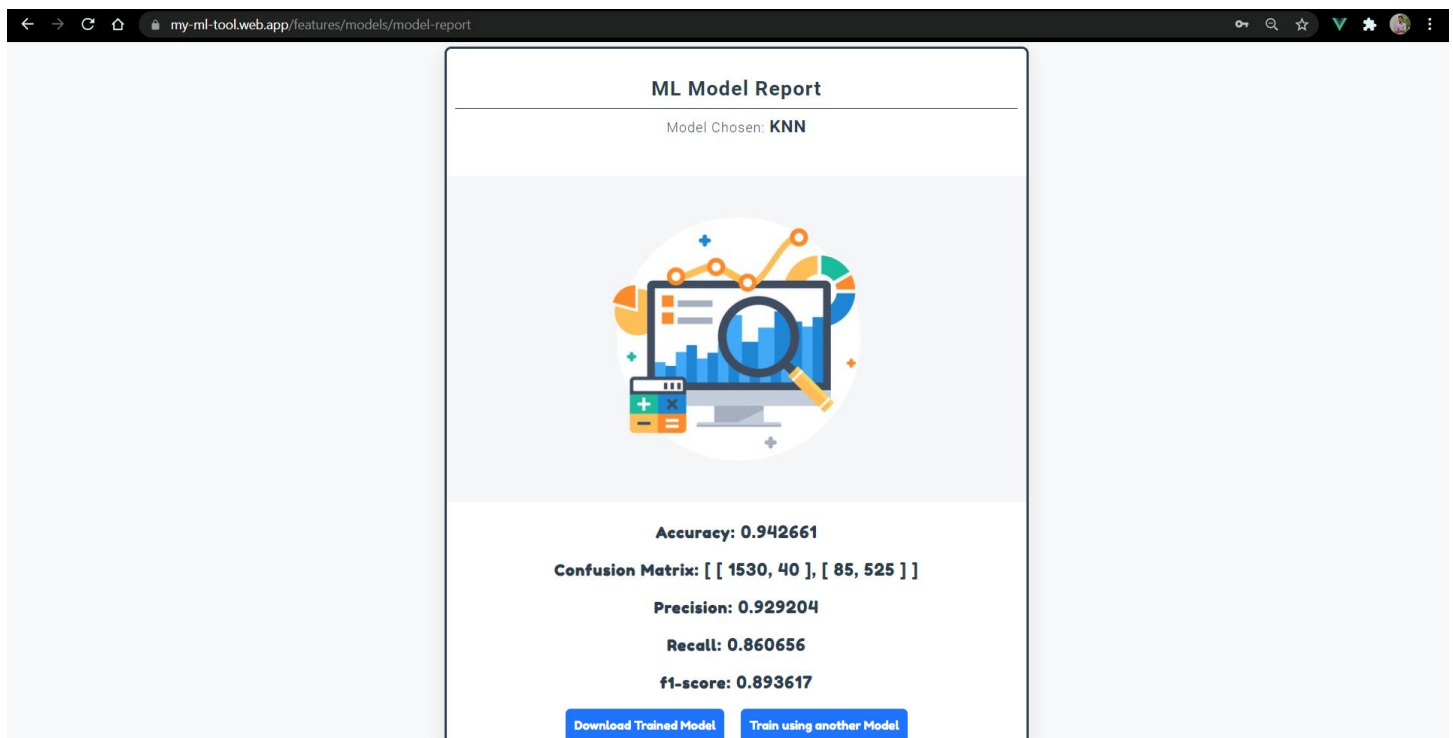 my-ml-tool.web.app/features/models/model-report
ML Model Report
Model Chosen: KNN
Accuracy: 0.942661
Confusion Matrix: [ [ 1530, 40 ], [ 85, 525 ] ]
Precision: 0.929204
Recall: 0.860656
f1-score: 0.893617
Download Trained Model Train using another Model